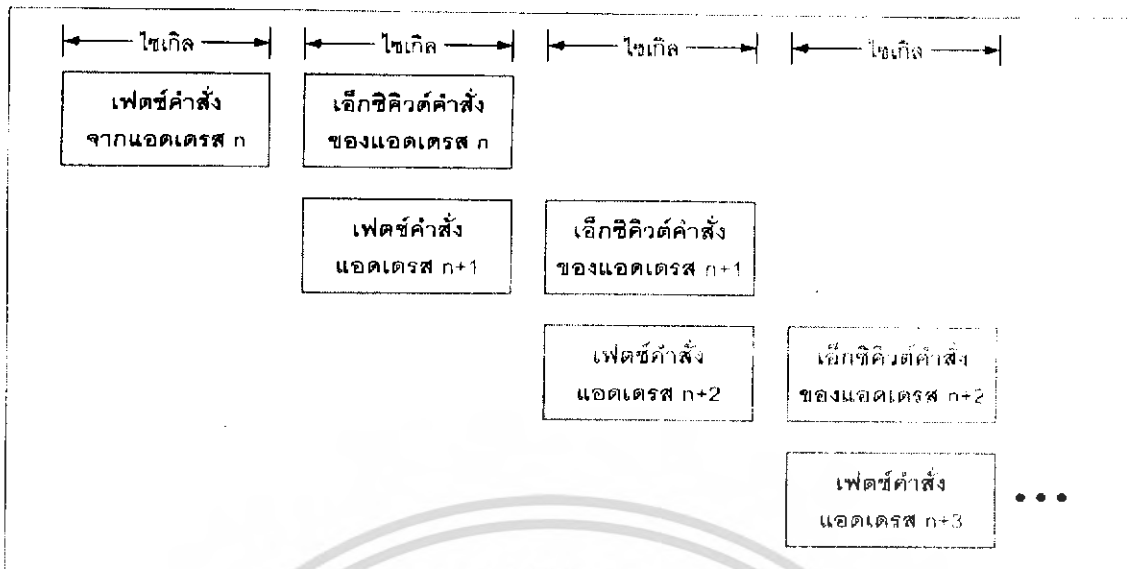 ไซเกิล ไซเกิล ไซเกิล ไซเกิล
เฟตช์คำสั่ง
จากแอดเดรส n
เอ็กซิคิวต์คำสั่ง
ของแอดเดรส n
เฟตช์คำสั่ง
แอดเดรส n+1
เอ็กซิคิวต์คำสั่ง
ของแอดเดรส n+1
เฟตช์คำสั่ง
แอดเดรส n+2
เอ็กซิคิวต์คำสั่ง
ของแอดเดรส n+2
เฟตช์คำสั่ง
แอดเดรส n+3
•••